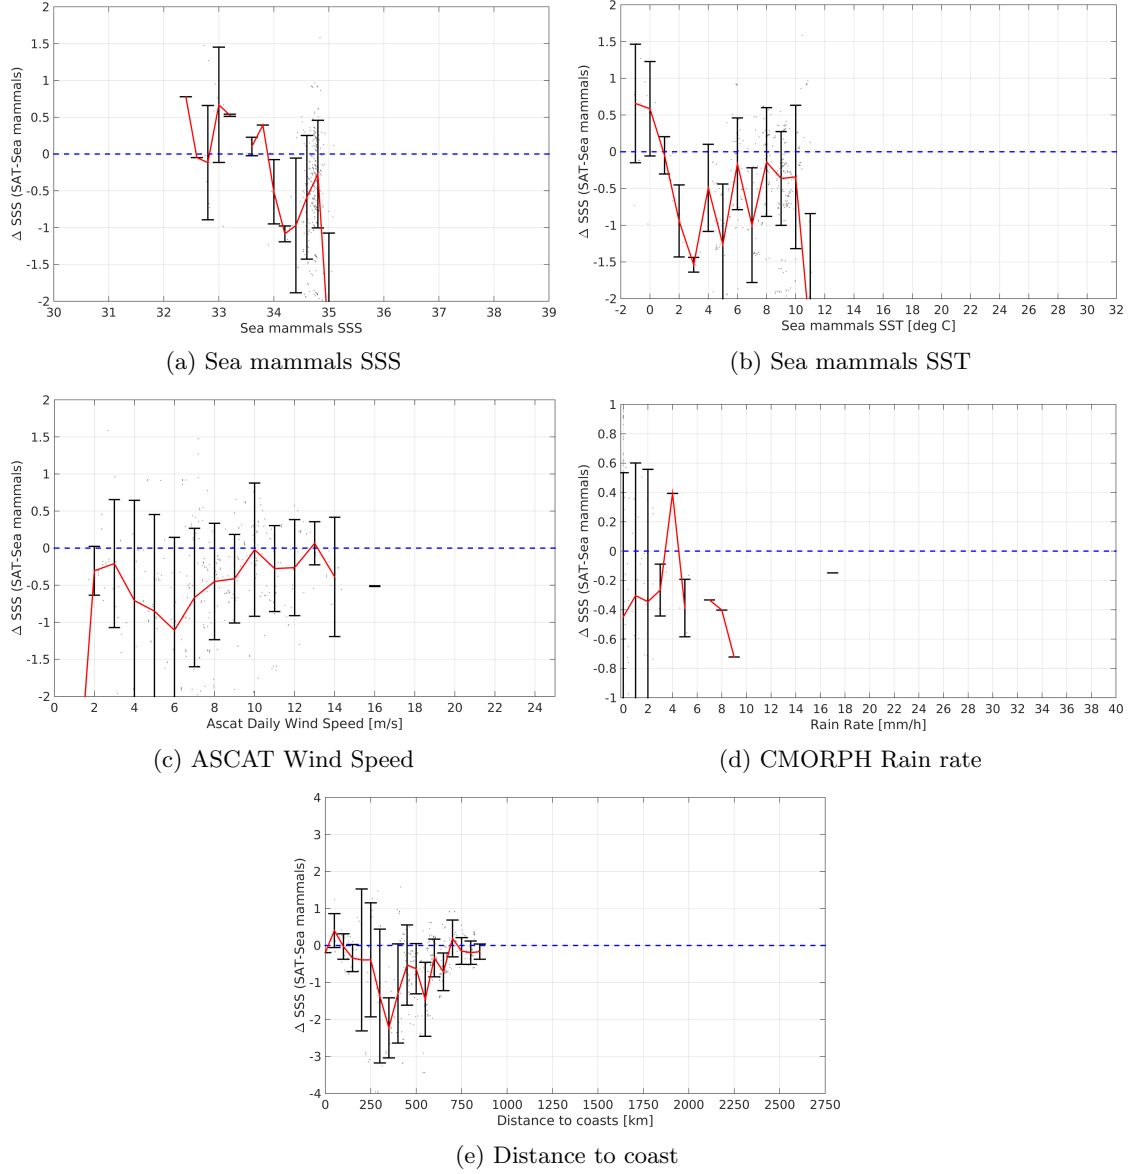 2
1.5
1
0.5
0
-0.5
-1
-1.5
-2
30 31 32 33 34 35 36 37 38 39
Δ SSS (SAT-Sea mammals)
Sea mammals SSS
(a) Sea mammals SSS
2
1.5
1
0.5
0
-0.5
-1
-1.5
-2
-2 0 2 4 6 8 10 12 14 16 18 20 22 24 26 28 30 32
Δ SSS (SAT-Sea mammals)
Sea mammals SST [deg C]
(b) Sea mammals SST
2
1.5
1
0.5
0
-0.5
-1
-1.5
-2
0 2 4 6 8 10 12 14 16 18 20 22 24
Δ SSS (SAT-Sea mammals)
Ascat Daily Wind Speed [m/s]
(c) ASCAT Wind Speed
1
0.8
0.6
0.4
0.2
0
-0.2
-0.4
-0.6
-0.8
-1
0 2 4 6 8 10 12 14 16 18 20 22 24 26 28 30 32 34 36 38 40
Δ SSS (SAT-Sea mammals)
Rain Rate [mm/h]
(d) CMORPH Rain rate
4
3
2
1
0
-1
-2
-3
-4
0 250 500 750 1000 1250 1500 1750 2000 2250 2500 2750
Δ SSS (SAT-Sea mammals)
Distance to coasts [km]
(e) Distance to coast